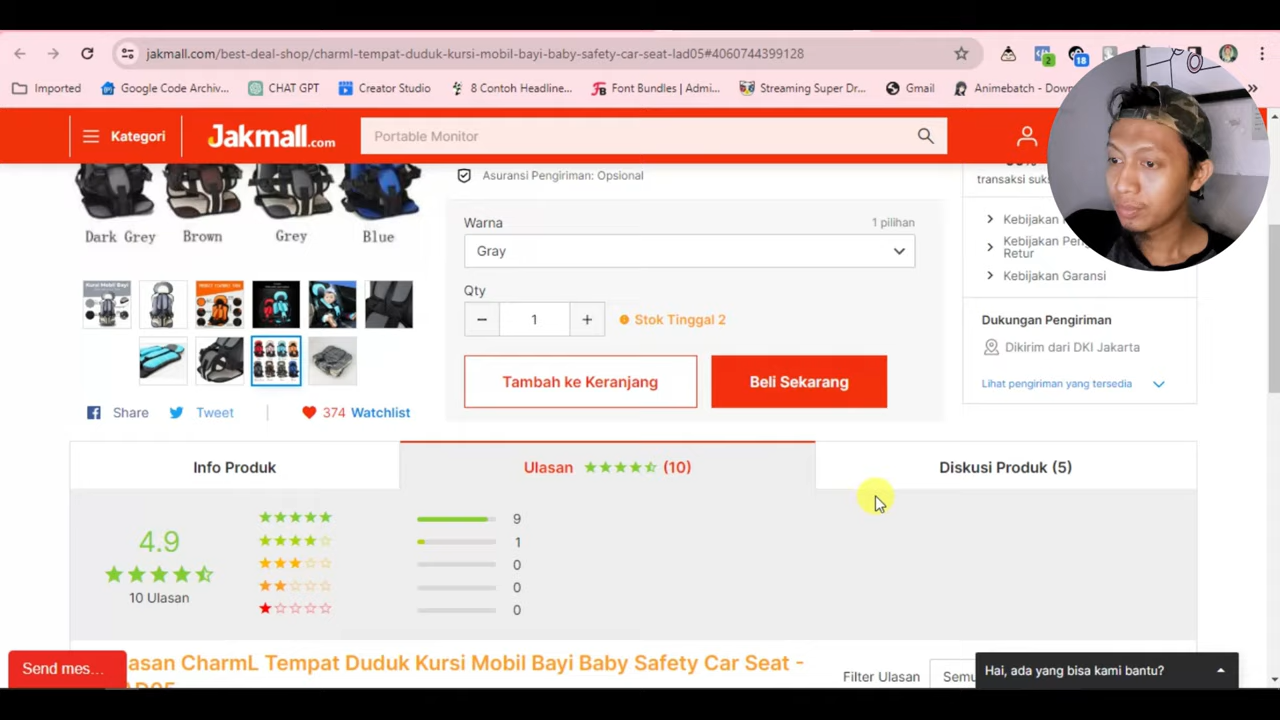 jakmall.com/best-deal-shop/charml-tempat-duduk-kursi-mobil-bayi-baby-safety-car-seat-lad05#4060744399128
2
18
Imported
Google Code Archiv...
CHAT GPT
Creator Studio
8 Contoh Headline...
Font Bundles | Admi...
Streaming Super Dr...
Gmail
Animebatch - Down
Kategori
Jakmall.com
Portable Monitor
transaksi suks
Asuransi Pengiriman: Opsional
Dark Grey
Brown
Grey
Blue
Warna
1 pilihan
Gray
Qty
1
Stok Tinggal 2
Tambah ke Keranjang
Beli Sekarang
Kebijakan
Kebijakan Pen
Retur
Kebijakan Garansi
Dukungan Pengiriman
Dikirim dari DKI Jakarta
Lihat pengiriman yang tersedia
Share
Tweet
374 Watchlist
Info Produk
Ulasan (10)
Diskusi Produk (5)
4.9
10 Ulasan
9
1
0
0
0
asan CharmL Tempat Duduk Kursi Mobil Bayi Baby Safety Car Seat -
Filter Ulasan
Semu
Send mes...
Hai, ada yang bisa kami bantu?